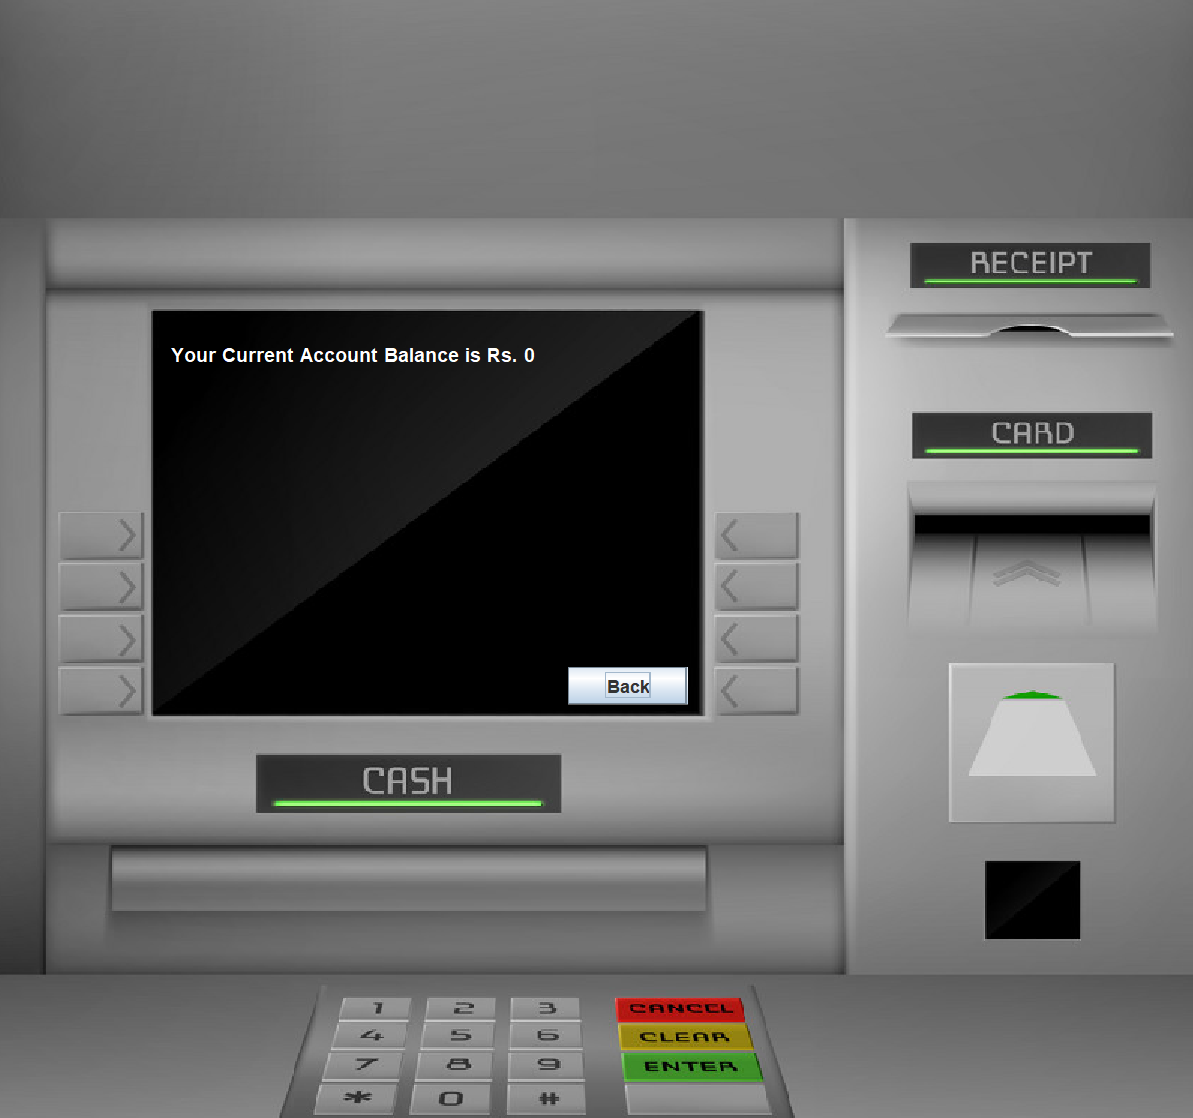 RECEIPT
Your Current Account Balance is Rs. 0
CARD
Back
CASH
1 2 3 CANCEL
4 5 6 CLEAR
7 8 9 ENTER
* 0 #